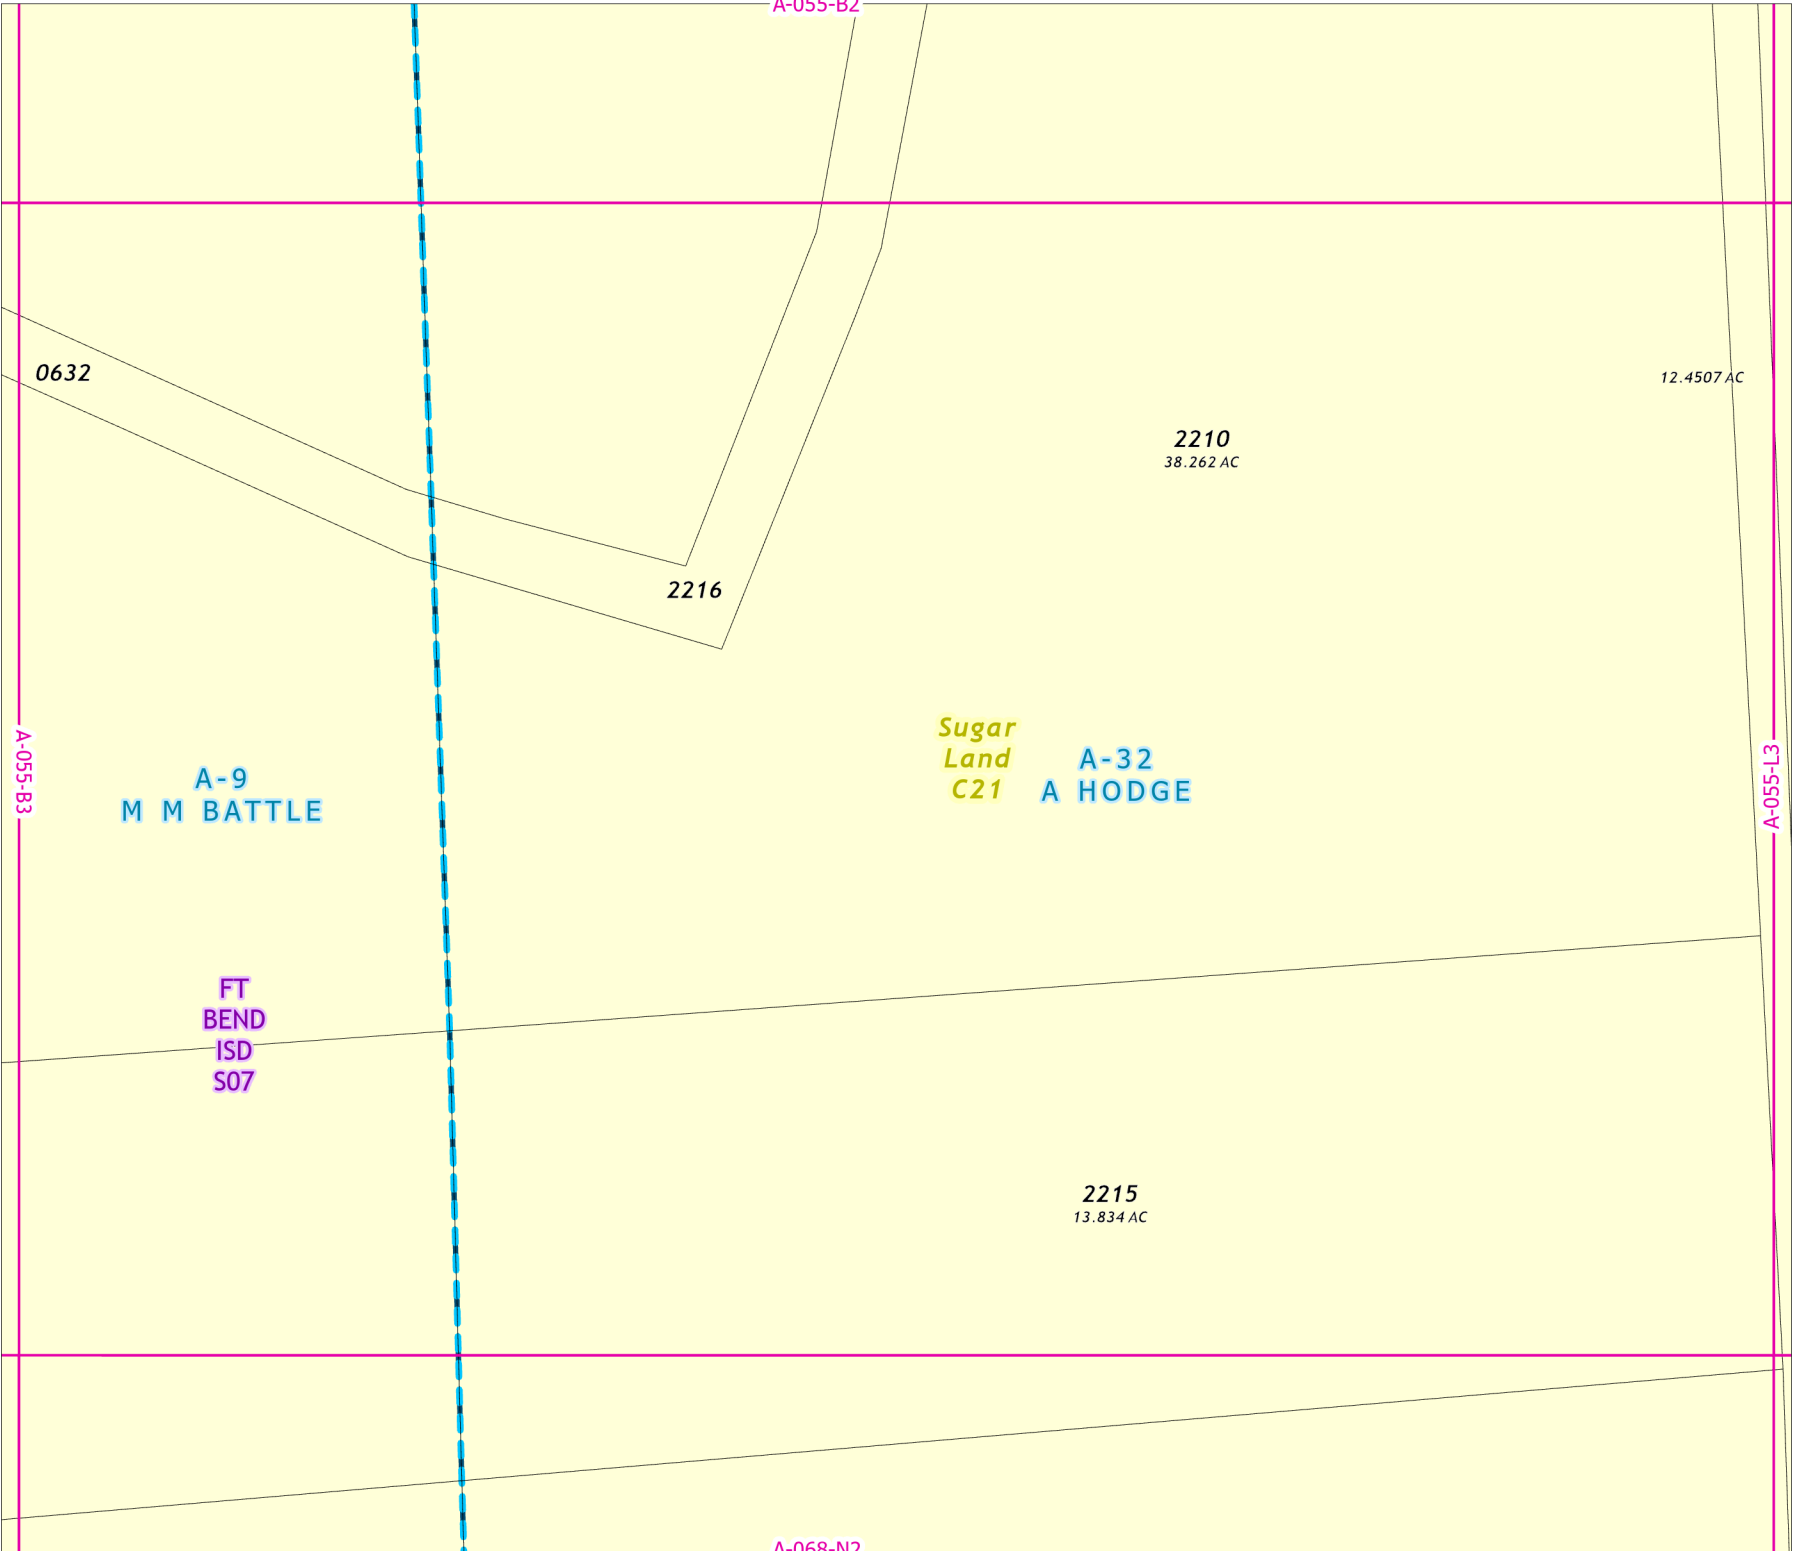 A-055-B2
0632
12.4507 AC
2210
38.262 AC
2216
Sugar
Land
C21
A-32
A HODGE
A-055-B3
A-9
M M BATTLE
A-055-L3
FT
BEND
ISD
S07
2215
13.834 AC
A-068-N2